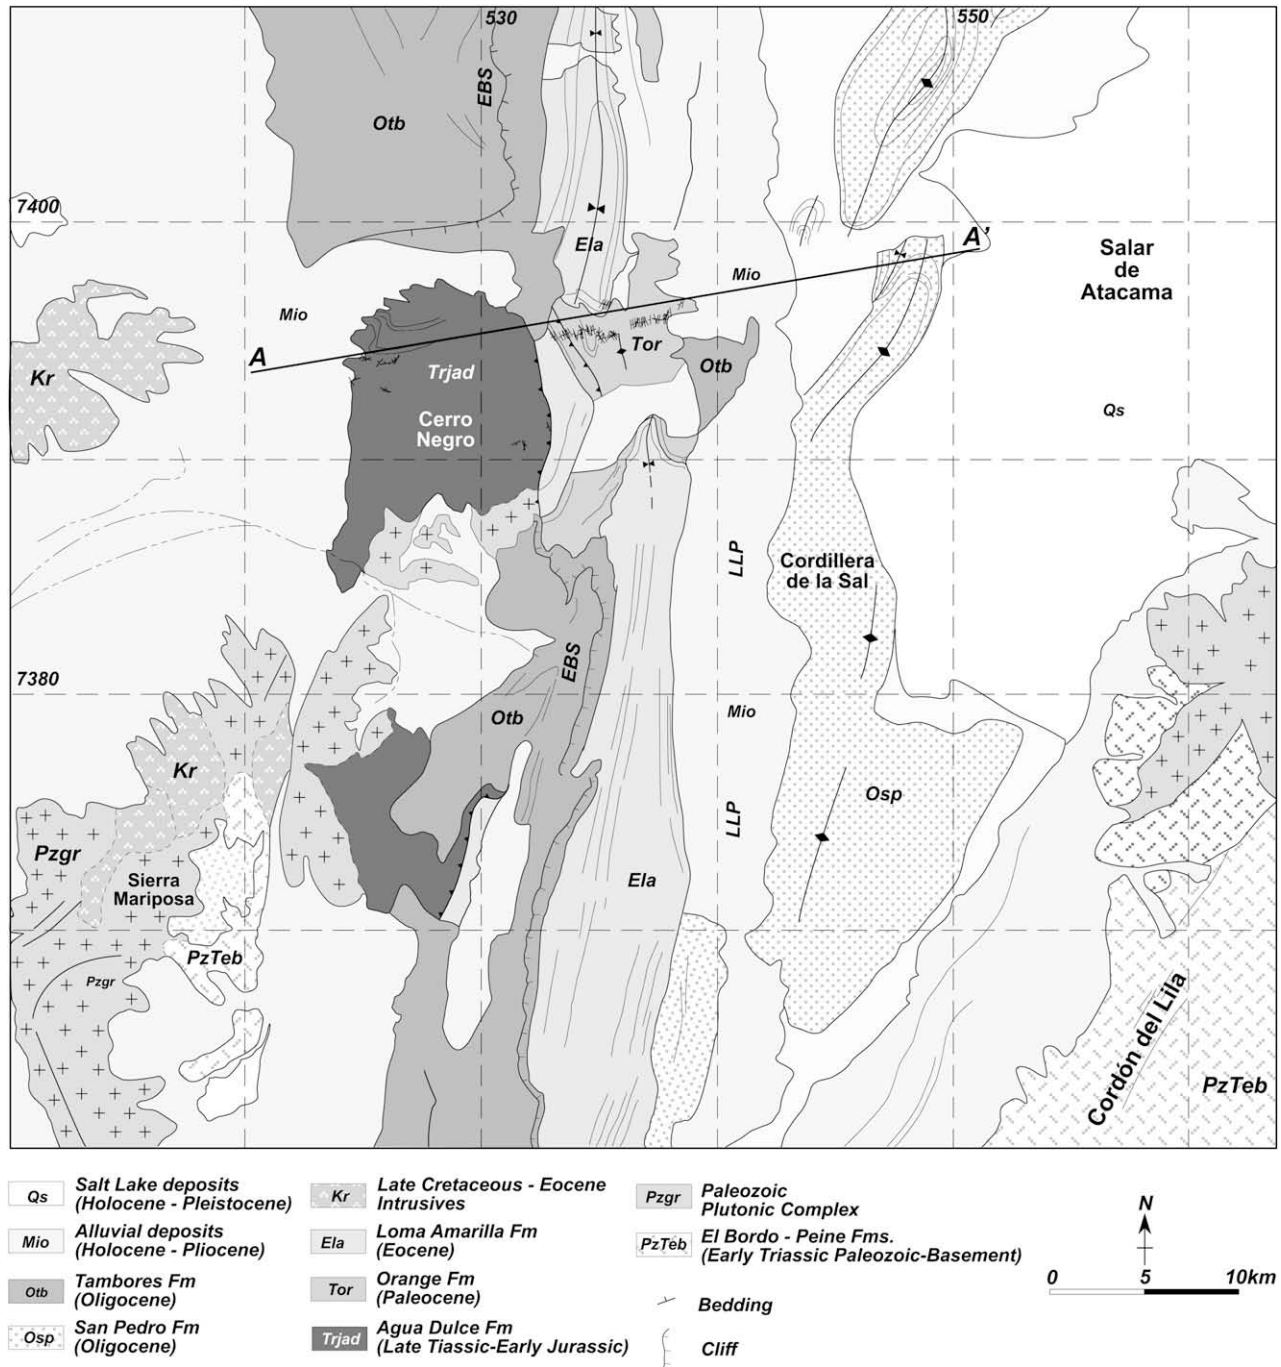 530
550
EBS
Otb
7400
Ela
A'
Salar
de
Atacama
Mio
Mio
Kr
A
Trjad
Tor
Otb
Cerro
Negro
Qs
LLP
Cordillera
de la Sal
EBS
7380
Otb
Mio
Kr
Osp
LLP
Pzgr
Sierra
Mariposa
Ela
PzTeb
Pzgr
Cordón del Lila
PzTeb
Qs Salt Lake deposits
(Holocene - Pleistocene)
Mio Alluvial deposits
(Holocene - Pliocene)
Otb Tambores Fm
(Oligocene)
Osp San Pedro Fm
(Oligocene)
Kr Late Cretaceous - Eocene
Intrusives
Ela Loma Amarilla Fm
(Eocene)
Tor Orange Fm
(Paleocene)
Trjad Agua Dulce Fm
(Late Tiassic-Early Jurassic)
Pzgr Paleozoic
Plutonic Complex
PzTeb El Bordo - Peine Fms.
(Early Triassic Paleozoic-Basement)
Bedding
Cliff
N
0 5 10km